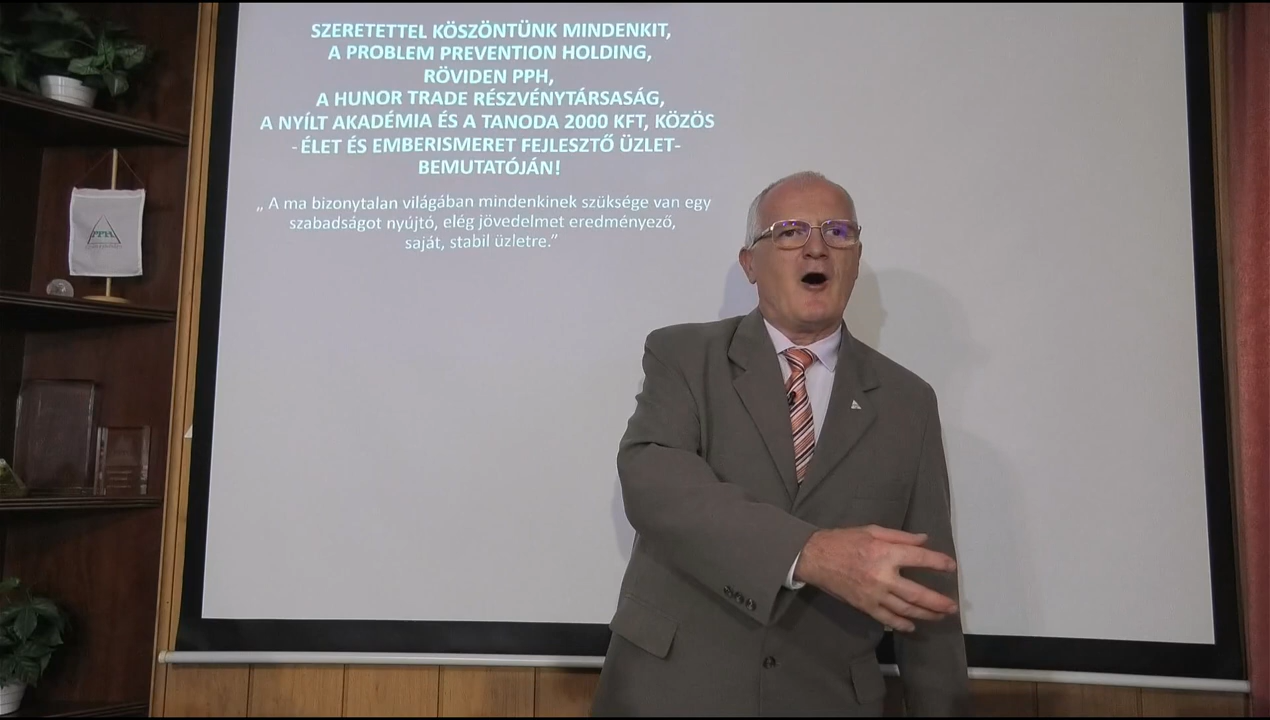 SZERETETTEL KÖSZÖNTÜNK MINDENKIT,
A PROBLEM PREVENTION HOLDING,
RÖVIDEN PPH,
A HUNOR TRADE RÉSZVÉNYTÁRSASÁG,
A NYÍLT AKADÉMIA ÉS A TANODA 2000 KFT, KÖZÖS
- ÉLET ÉS EMBERISMERET FEJLESZTŐ ÜZLET-
BEMUTATÓJÁN!
„ A ma bizonytalan világában mindenkinek szüksége van egy
szabadságot nyújtó, elég jövedelmet eredményező,
saját, stabil üzletre.”